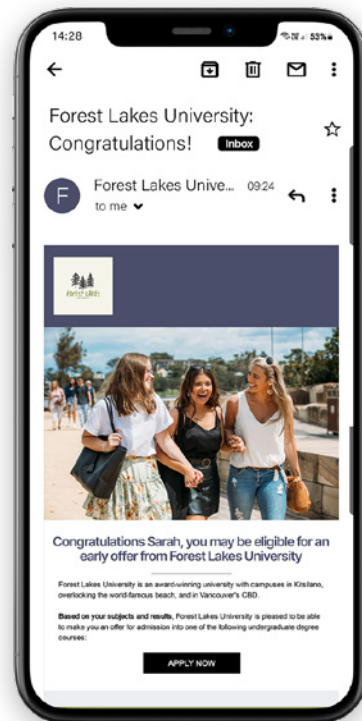 14:28
53%
Forest Lakes University:
Congratulations!
Inbox
F
Forest Lakes Unive... 09:24
to me
Forest Lakes
Congratulations Sarah, you may be eligible for an
early offer from Forest Lakes University
Forest Lakes University is an award-winning university with campuses in Kitsilano,
overlocking the world-famous beach, and in Vancouver's CBD.
Based on your subjects and results, Forest Lakes University is pleased to be able
to make you an offer for admission into one of the following undergraduate degree
courses:
APPLY NOW